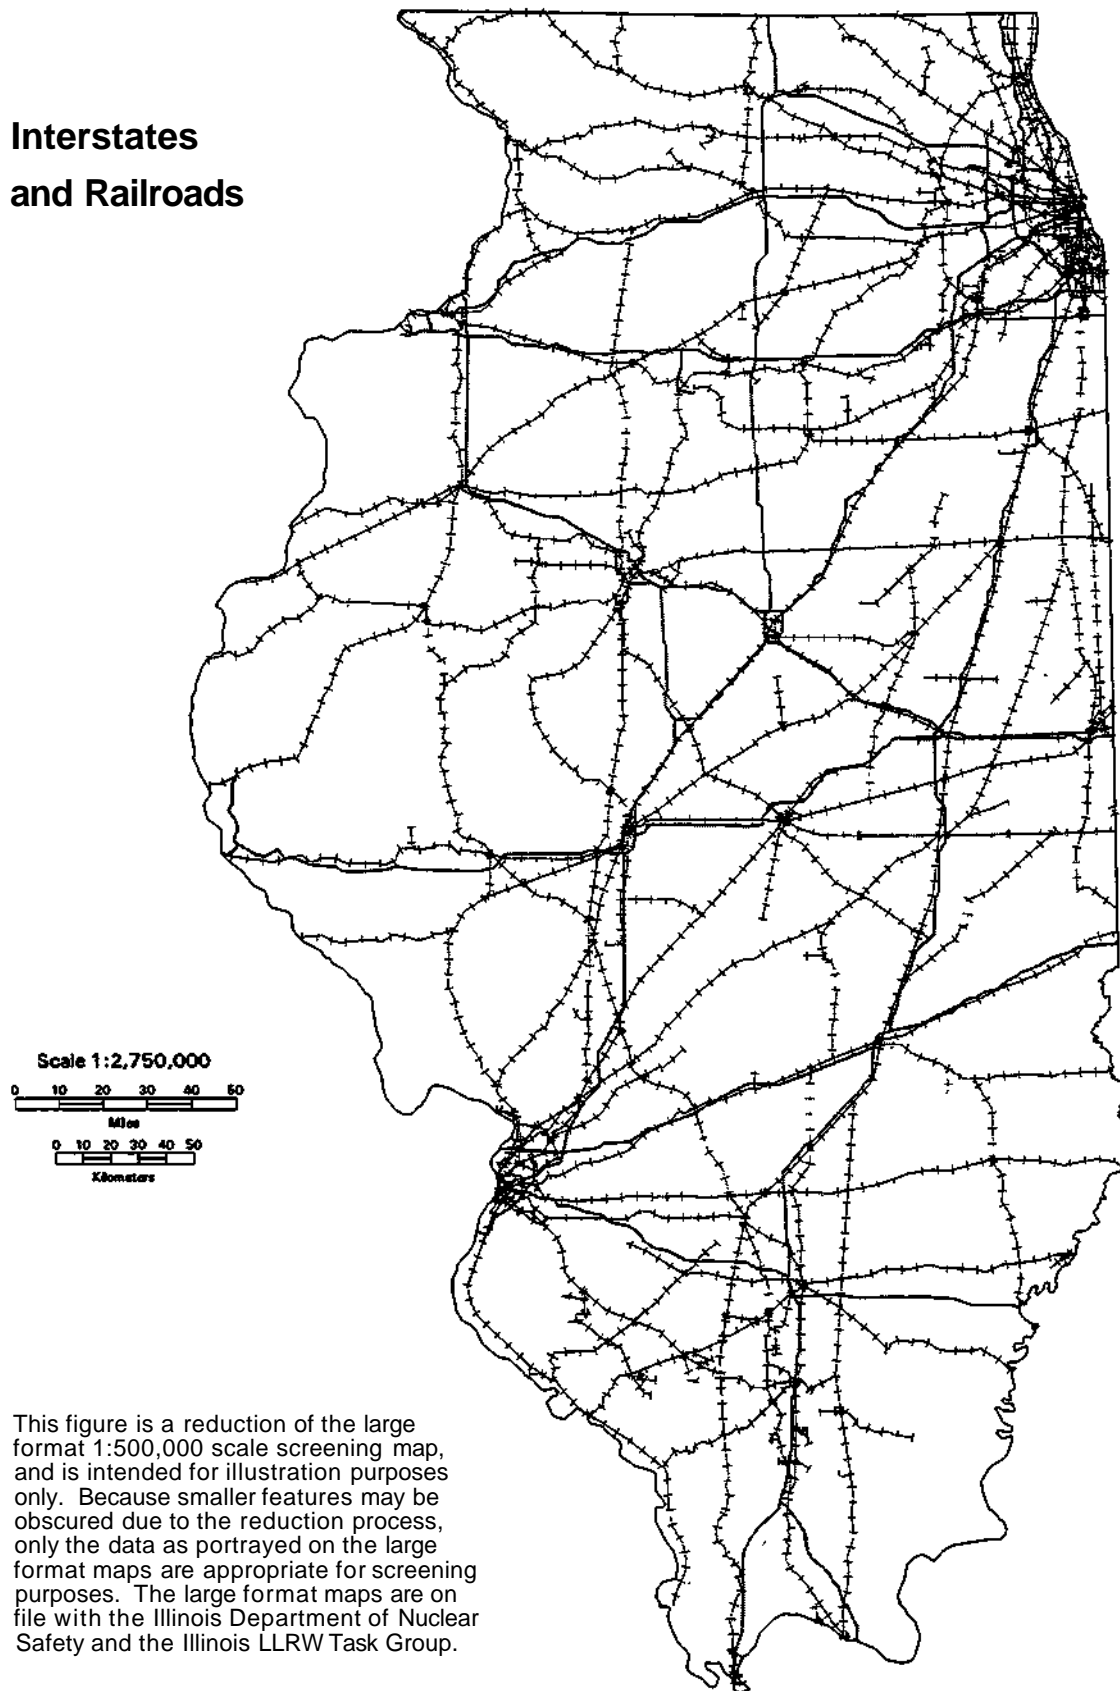 Interstates
and Railroads
Scale 1:2,750,000
0 10 20 30 40 50
Miles
0 10 20 30 40 50
Kilometers
This figure is a reduction of the large
format 1:500,000 scale screening map,
and is intended for illustration purposes
only. Because smaller features may be
obscured due to the reduction process,
only the data as portrayed on the large
format maps are appropriate for screening
purposes. The large format maps are on
file with the Illinois Department of Nuclear
Safety and the Illinois LLRW Task Group.